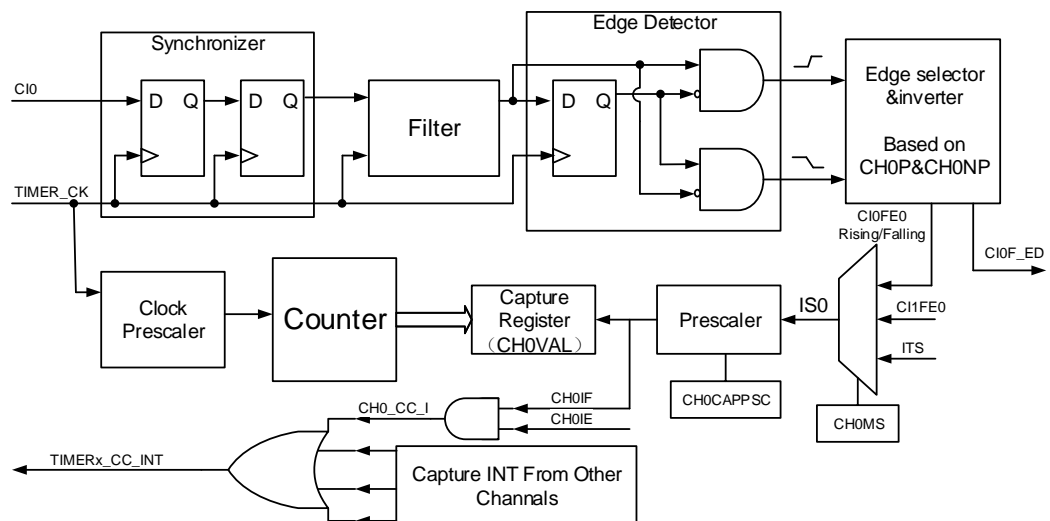 Synchronizer
Edge Detector
CI0
D Q
D Q
Filter
D Q
Edge selector
&inverter
Based on
CH0P&CH0NP
TIMER_CK
CI0FE0
Rising/Falling
CI0F_ED
Clock
Prescaler
Counter
Capture
Register
（CH0VAL）
Prescaler
IS0
CI1FE0
ITS
CH0CAPPSC
CH0MS
CH0_CC_I
CH0IF
CH0IE
TIMERx_CC_INT
Capture INT From Other
Channels